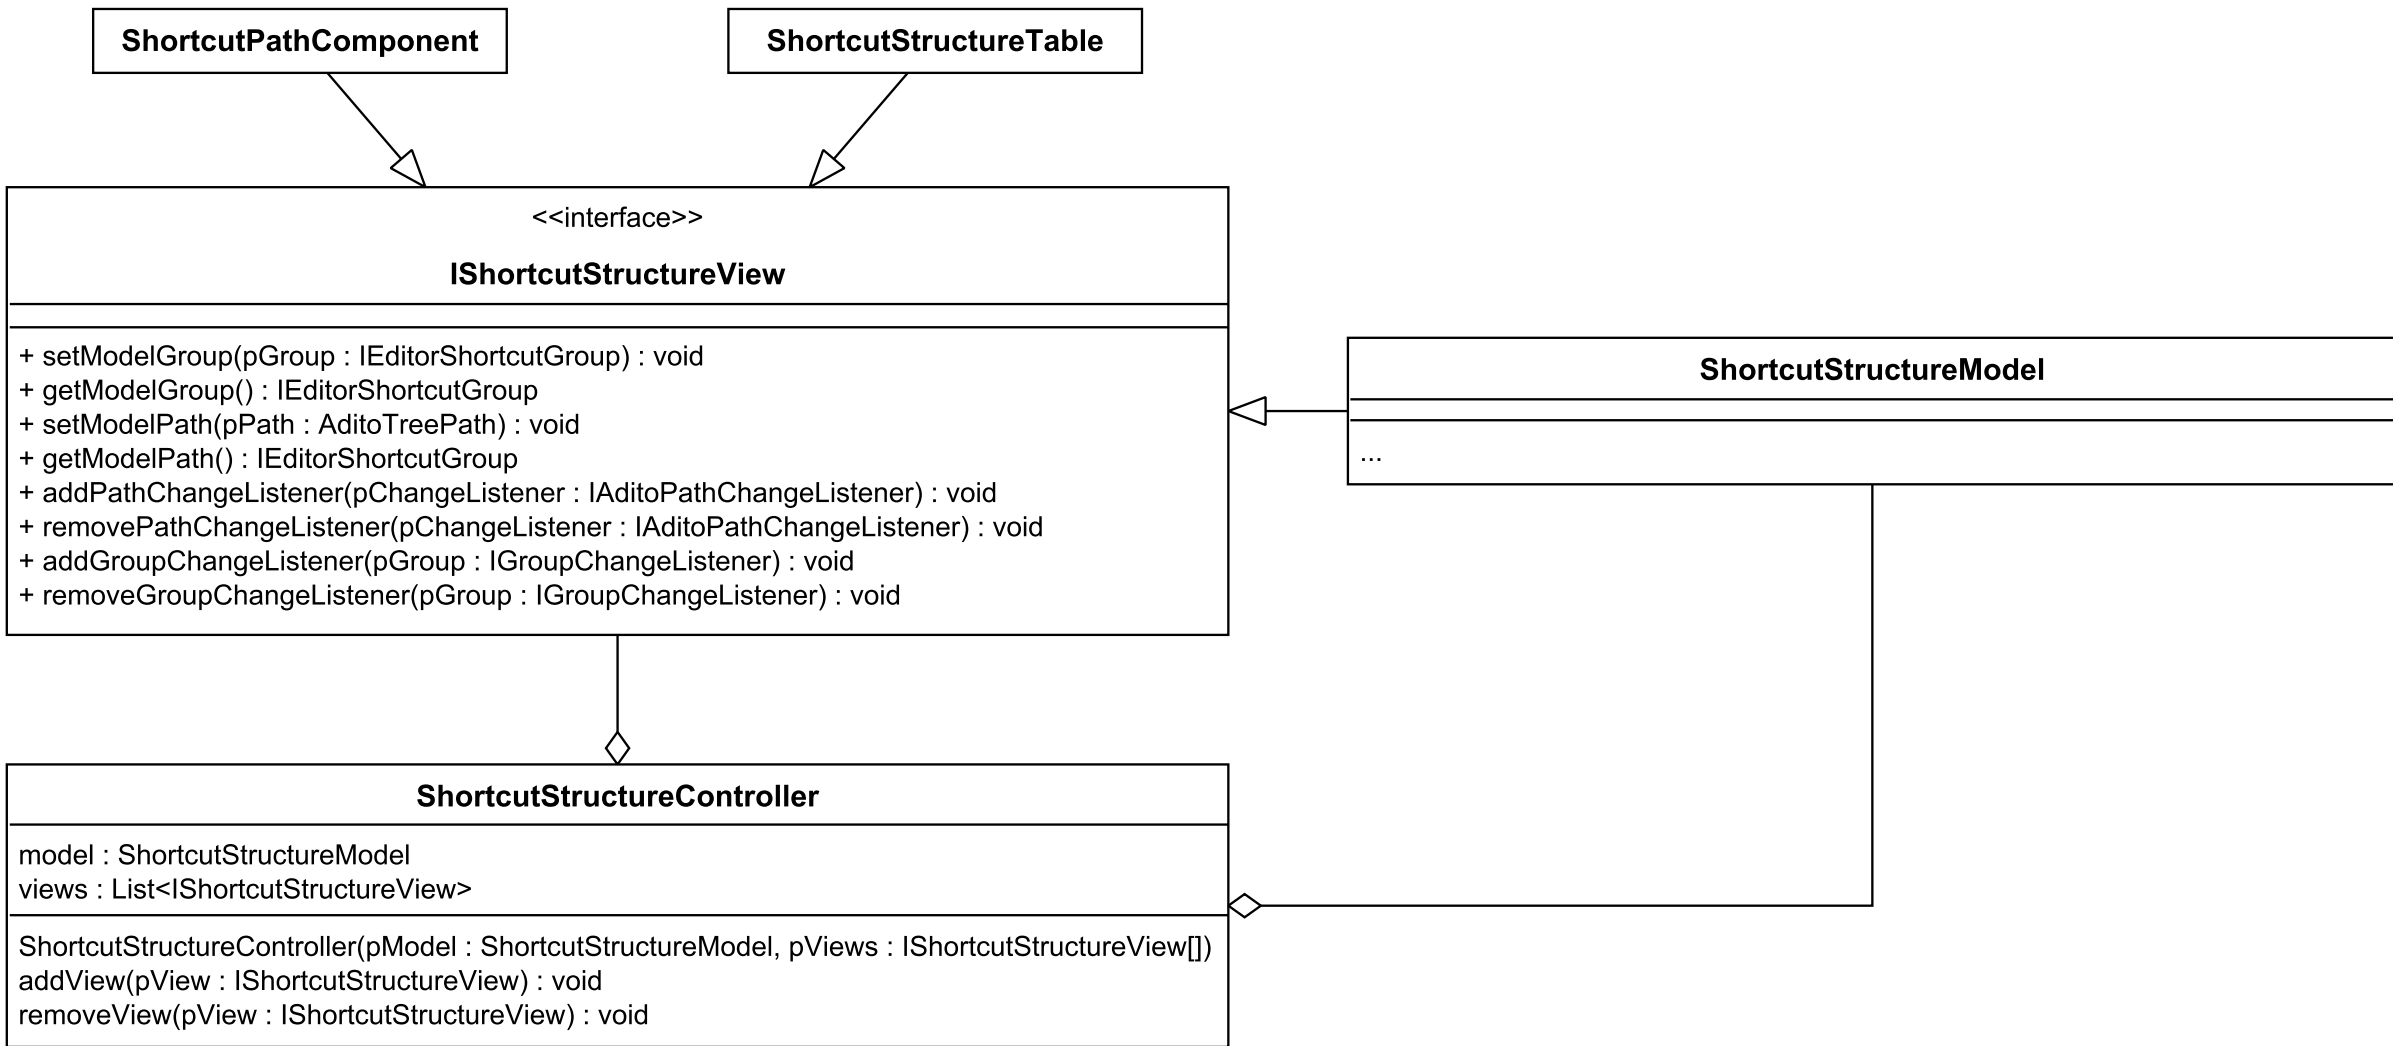 ShortcutPathComponent
ShortcutStructureTable
<<interface>>
IShortcutStructureView
+ setModelGroup(pGroup : IEditorShortcutGroup) : void
+ getModelGroup() : IEditorShortcutGroup
+ setModelPath(pPath : AditoTreePath) : void
+ getModelPath() : IEditorShortcutGroup
+ addPathChangeListener(pChangeListener : IAditoPathChangeListener) : void
+ removePathChangeListener(pChangeListener : IAditoPathChangeListener) : void
+ addGroupChangeListener(pGroup : IGroupChangeListener) : void
+ removeGroupChangeListener(pGroup : IGroupChangeListener) : void
ShortcutStructureModel
...
ShortcutStructureController
model : ShortcutStructureModel
views : List<IShortcutStructureView>
ShortcutStructureController(pModel : ShortcutStructureModel, pViews : IShortcutStructureView[])
addView(pView : IShortcutStructureView) : void
removeView(pView : IShortcutStructureView) : void